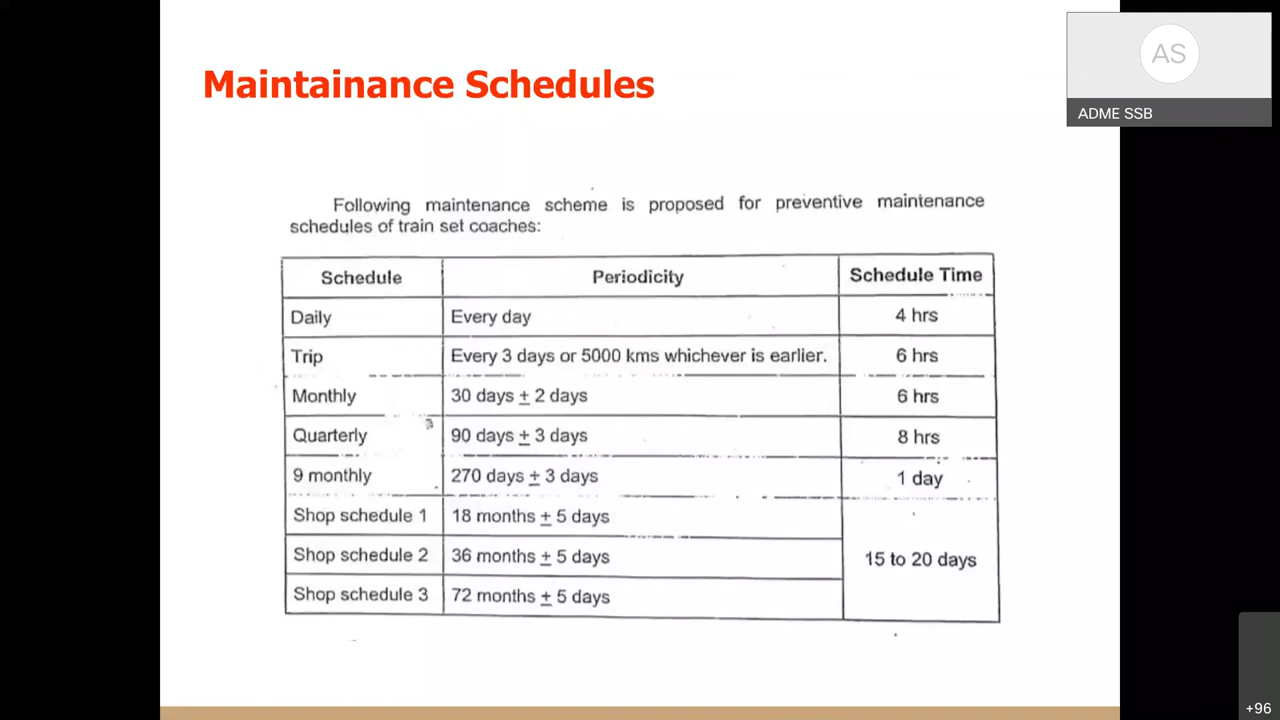 Maintainance Schedules
AS
ADME SSB
Following maintenance scheme is proposed for preventive maintenance
schedules of train set coaches:
Schedule Periodicity Schedule Time
Daily Every day 4 hrs
Trip Every 3 days or 5000 kms whichever is earlier. 6 hrs
Monthly 30 days ± 2 days 6 hrs
Quarterly 90 days ± 3 days 8 hrs
9 monthly 270 days ± 3 days 1 day
Shop schedule 1 18 months ± 5 days
Shop schedule 2 36 months ± 5 days 15 to 20 days
Shop schedule 3 72 months ± 5 days
+96